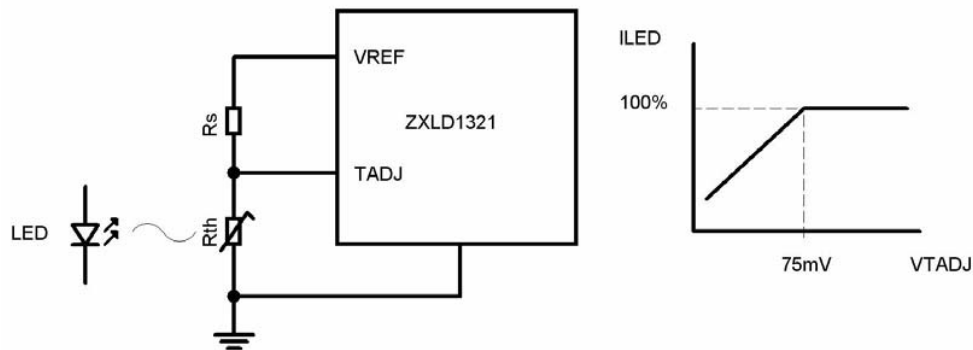 VREF
Rs
ZXLD1321
TADJ
LED
Rth
ILED
100%
75mV
VTADJ